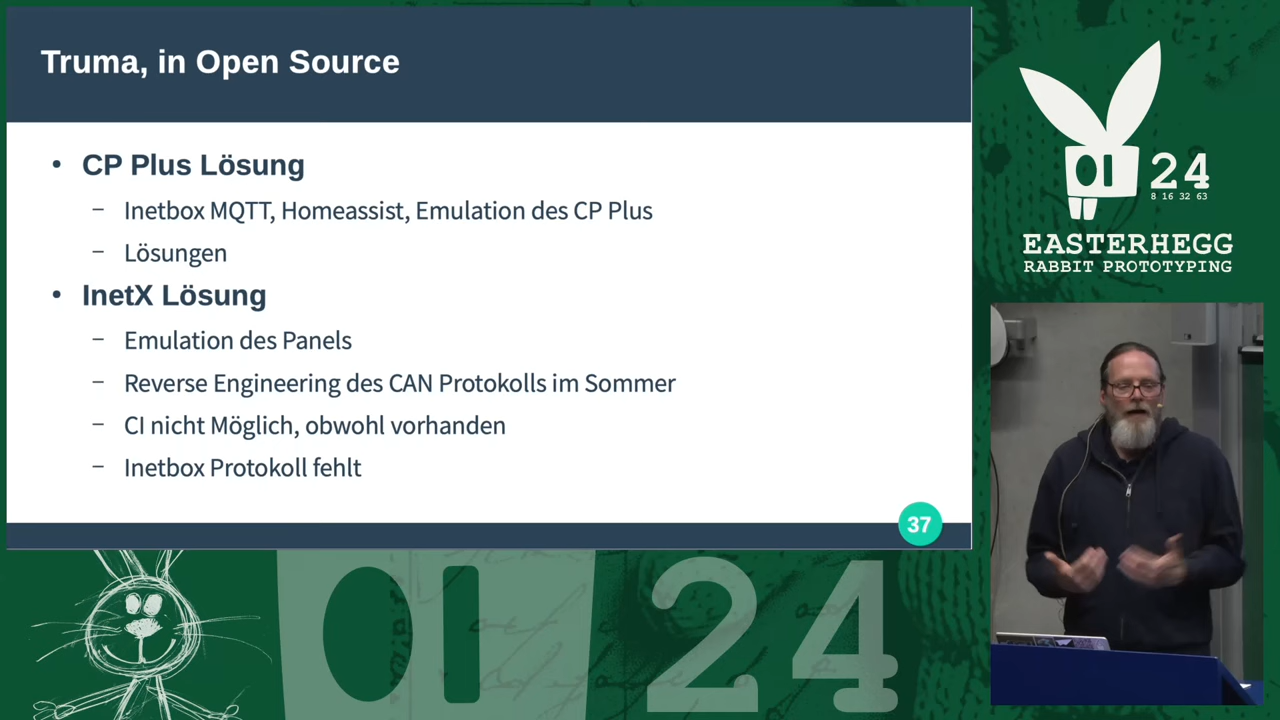 Truma, in Open Source
• CP Plus Lösung
– Inetbox MQTT, Homeassist, Emulation des CP Plus
– Lösungen
• InetX Lösung
– Emulation des Panels
– Reverse Engineering des CAN Protokolls im Sommer
– CI nicht Möglich, obwohl vorhanden
– Inetbox Protokoll fehlt
37
24
8 16 32 63
EASTERHEGG
RABBIT PROTOTYPING
24